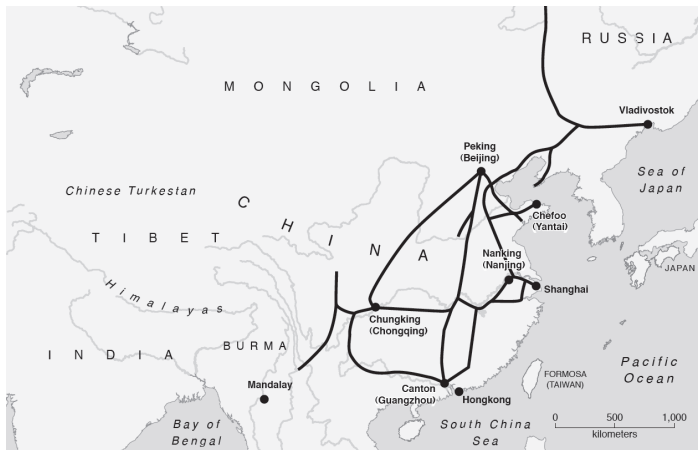 RUSSIA
MONGOLIA
Vladivostok
Peking
(Beijing)
Sea of
Japan
Chinese Turkestan
CHINA
Chefoo
(Yantai)
TIBET
Nanking
(Nanjing)
JAPAN
Shanghai
Himalayas
Chungking
(Chongqing)
BURMA
INDIA
Pacific
Ocean
FORMOSA
(TAIWAN)
Mandalay
Canton
(Guangzhou)
Hongkong
Bay of
Bengal
South China
Sea
0 500 1,000
kilometers